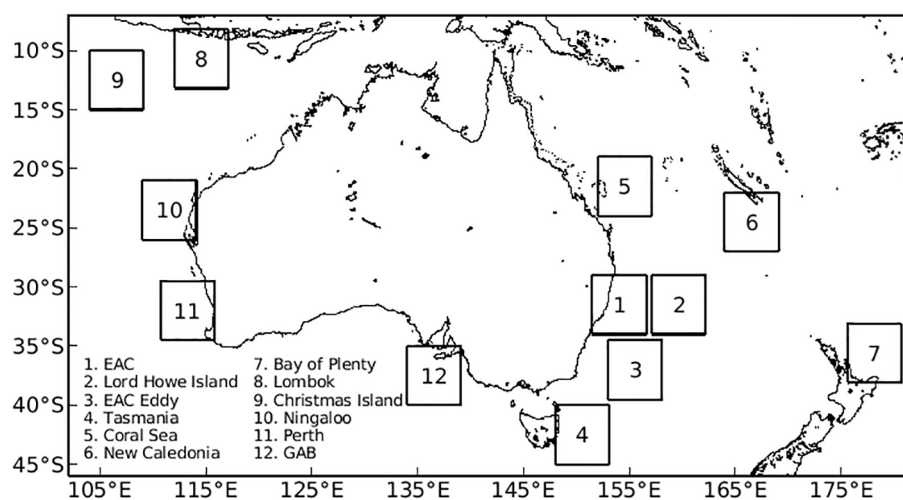 10°S
15°S
20°S
25°S
30°S
35°S
40°S
45°S
9
8
10
11
5
6
1
2
3
7
12
4
1. EAC
2. Lord Howe Island
3. EAC Eddy
4. Tasmania
5. Coral Sea
6. New Caledonia
7. Bay of Plenty
8. Lombok
9. Christmas Island
10. Ningaloo
11. Perth
12. GAB
105°E 115°E 125°E 135°E 145°E 155°E 165°E 175°E